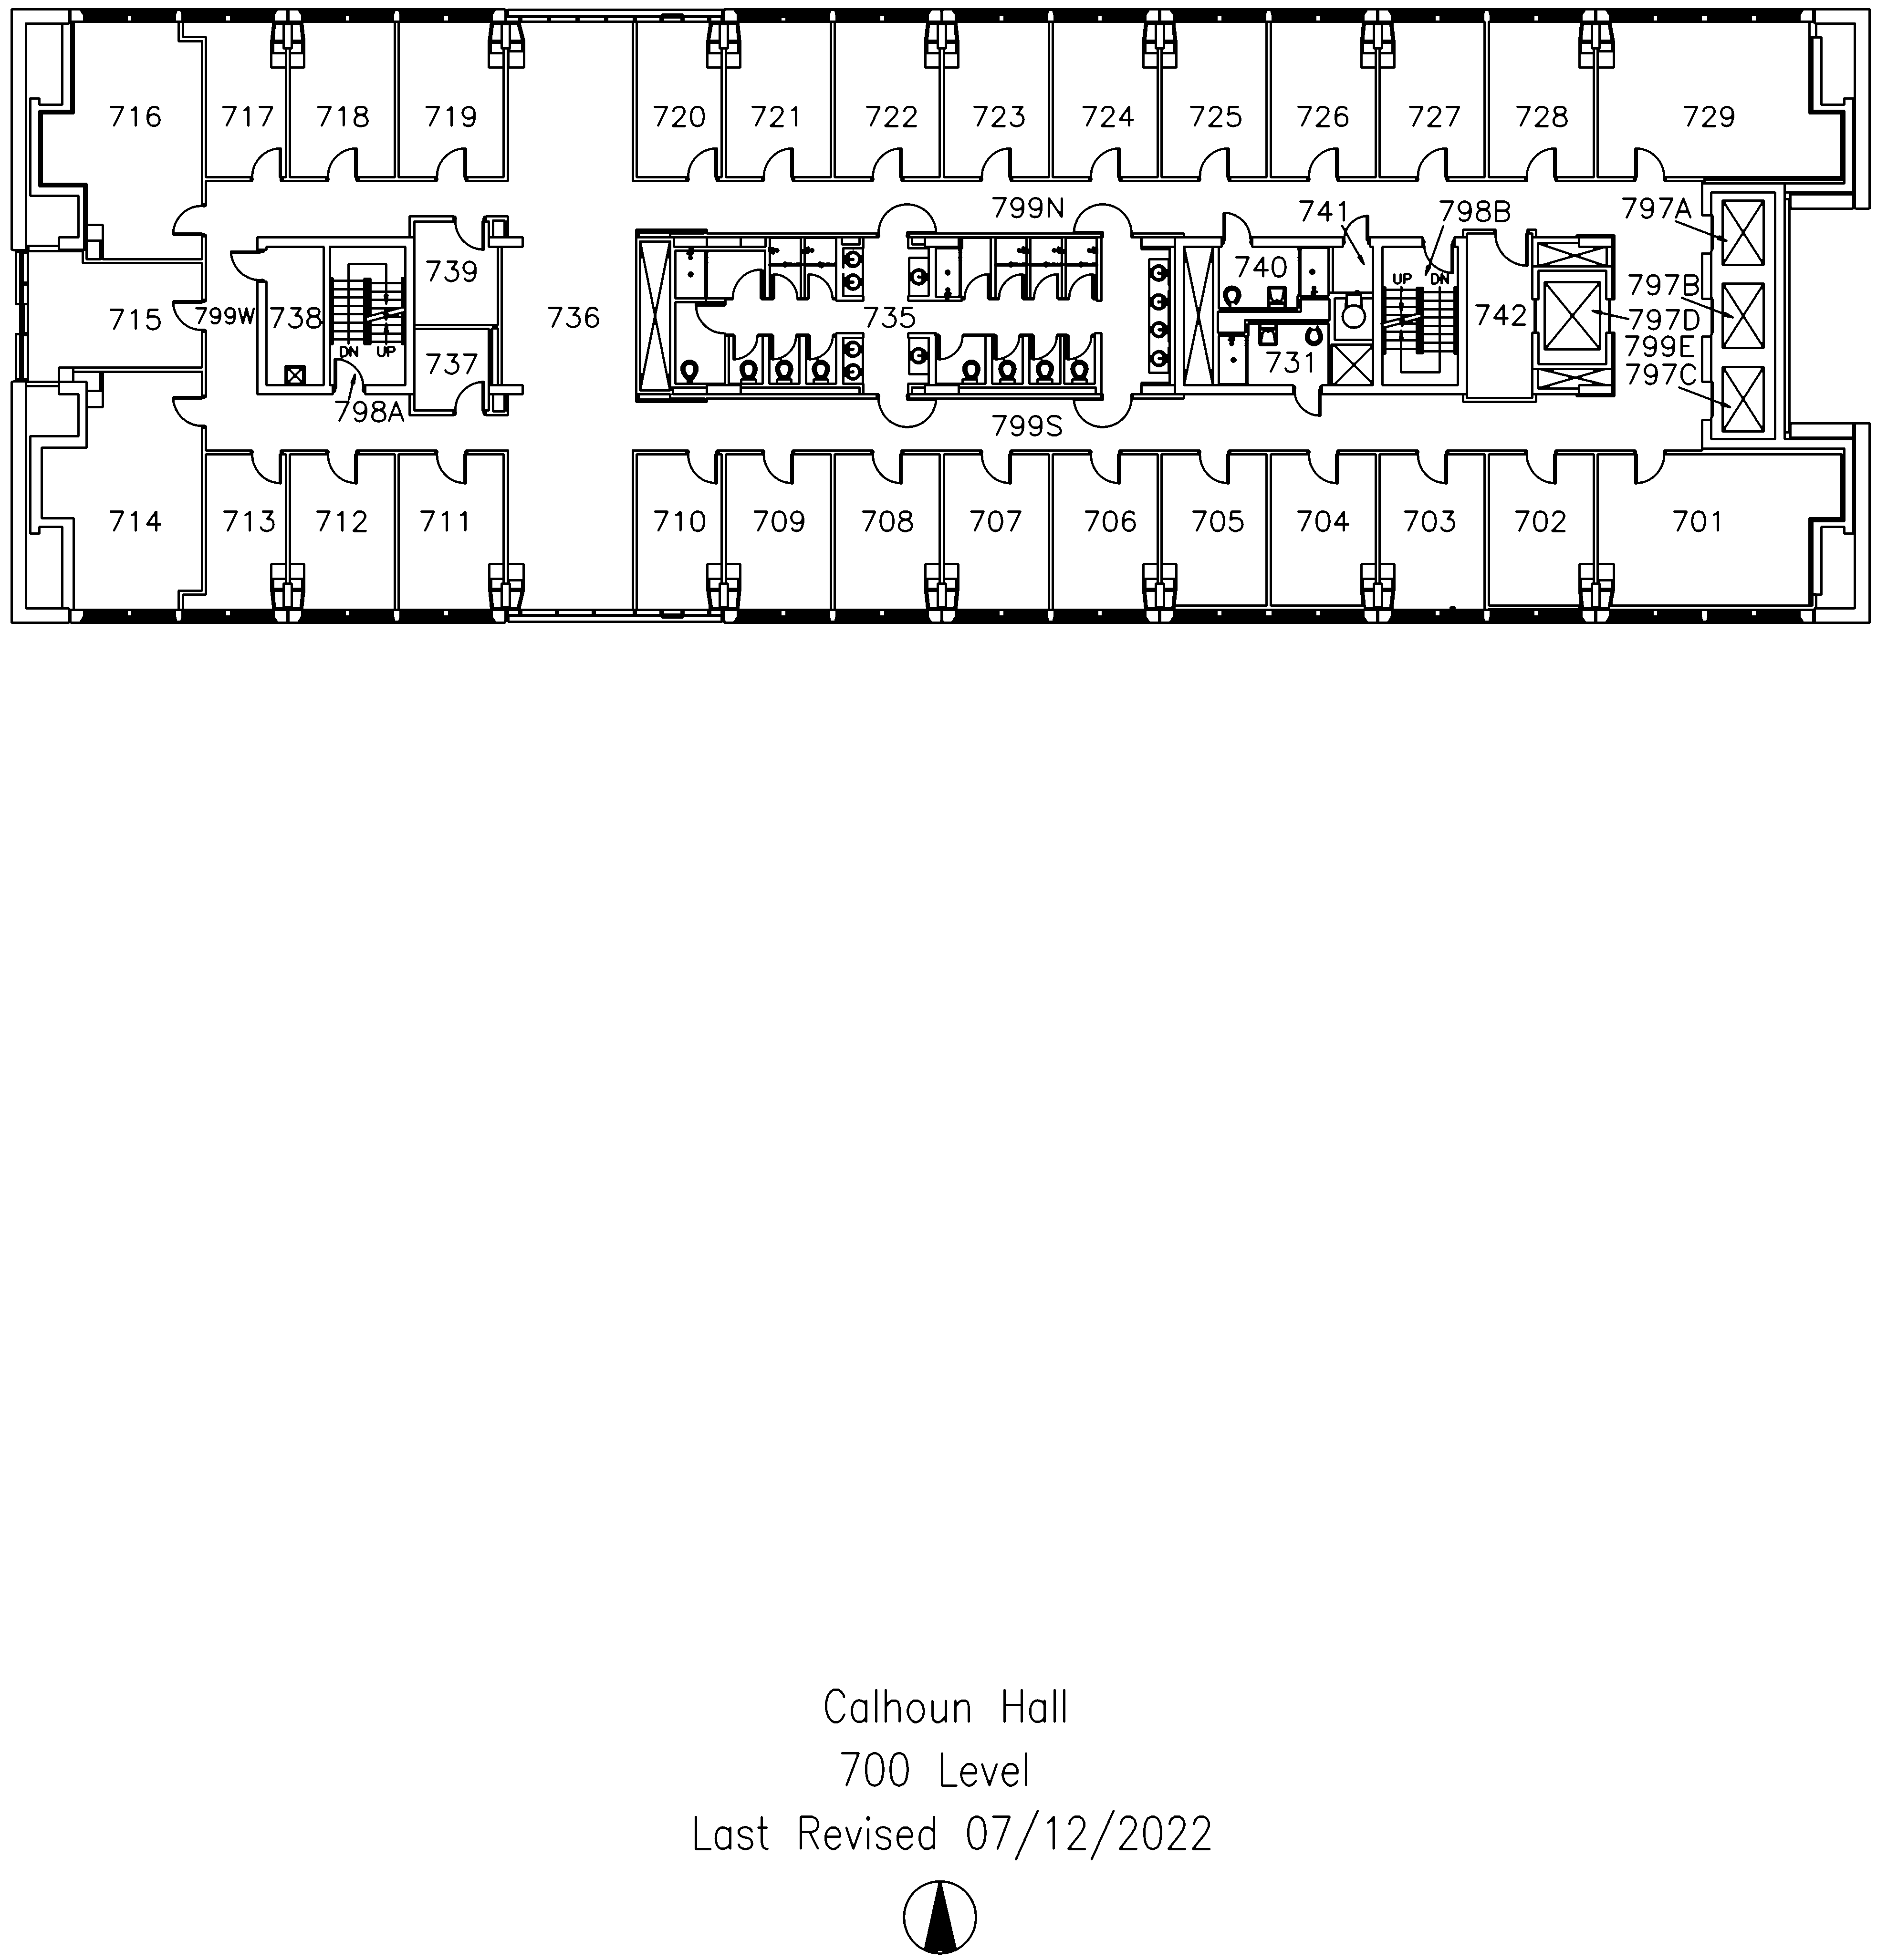 716 717 718 719 720 721 722 723 724 725 726 727 728 729
799N 741 798B 797A
739 740
715 799W 738 736 735 742 797B
797D
UP DN
DN UP
737 731 799E
797C
798A 799S
714 713 712 711 710 709 708 707 706 705 704 703 702 701
Calhoun Hall
700 Level
Last Revised 07/12/2022